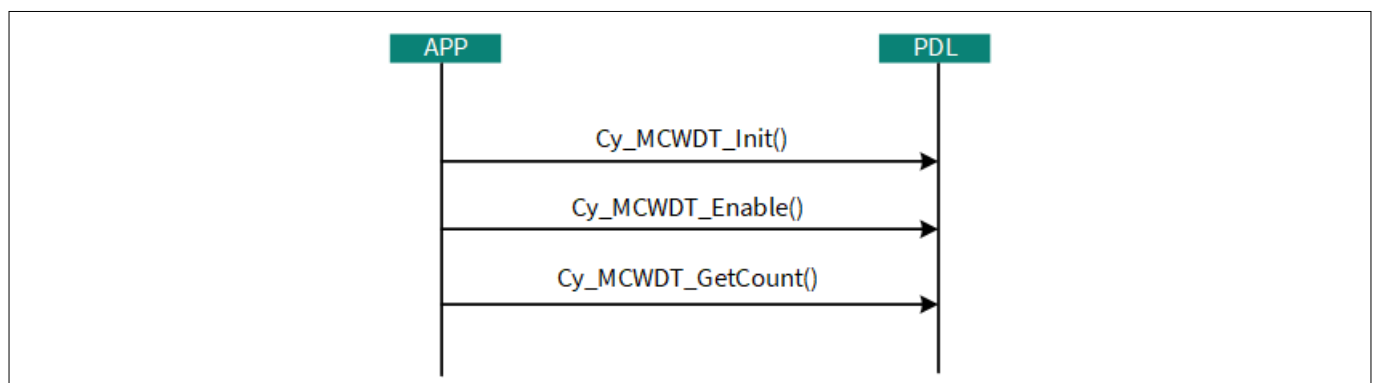 APP
PDL
Cy_MCWDT_Init()
Cy_MCWDT_Enable()
Cy_MCWDT_GetCount()